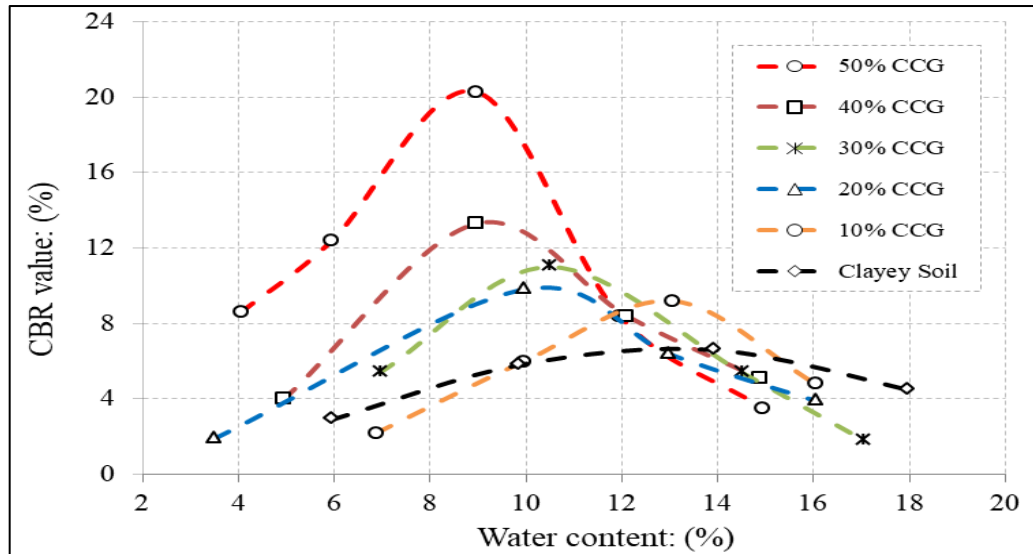 24
20
16
12
8
4
0
CBR value: (%)
50% CCG
40% CCG
30% CCG
20% CCG
10% CCG
Clayey Soil
2 4 6 8 10 12 14 16 18 20
Water content: (%)